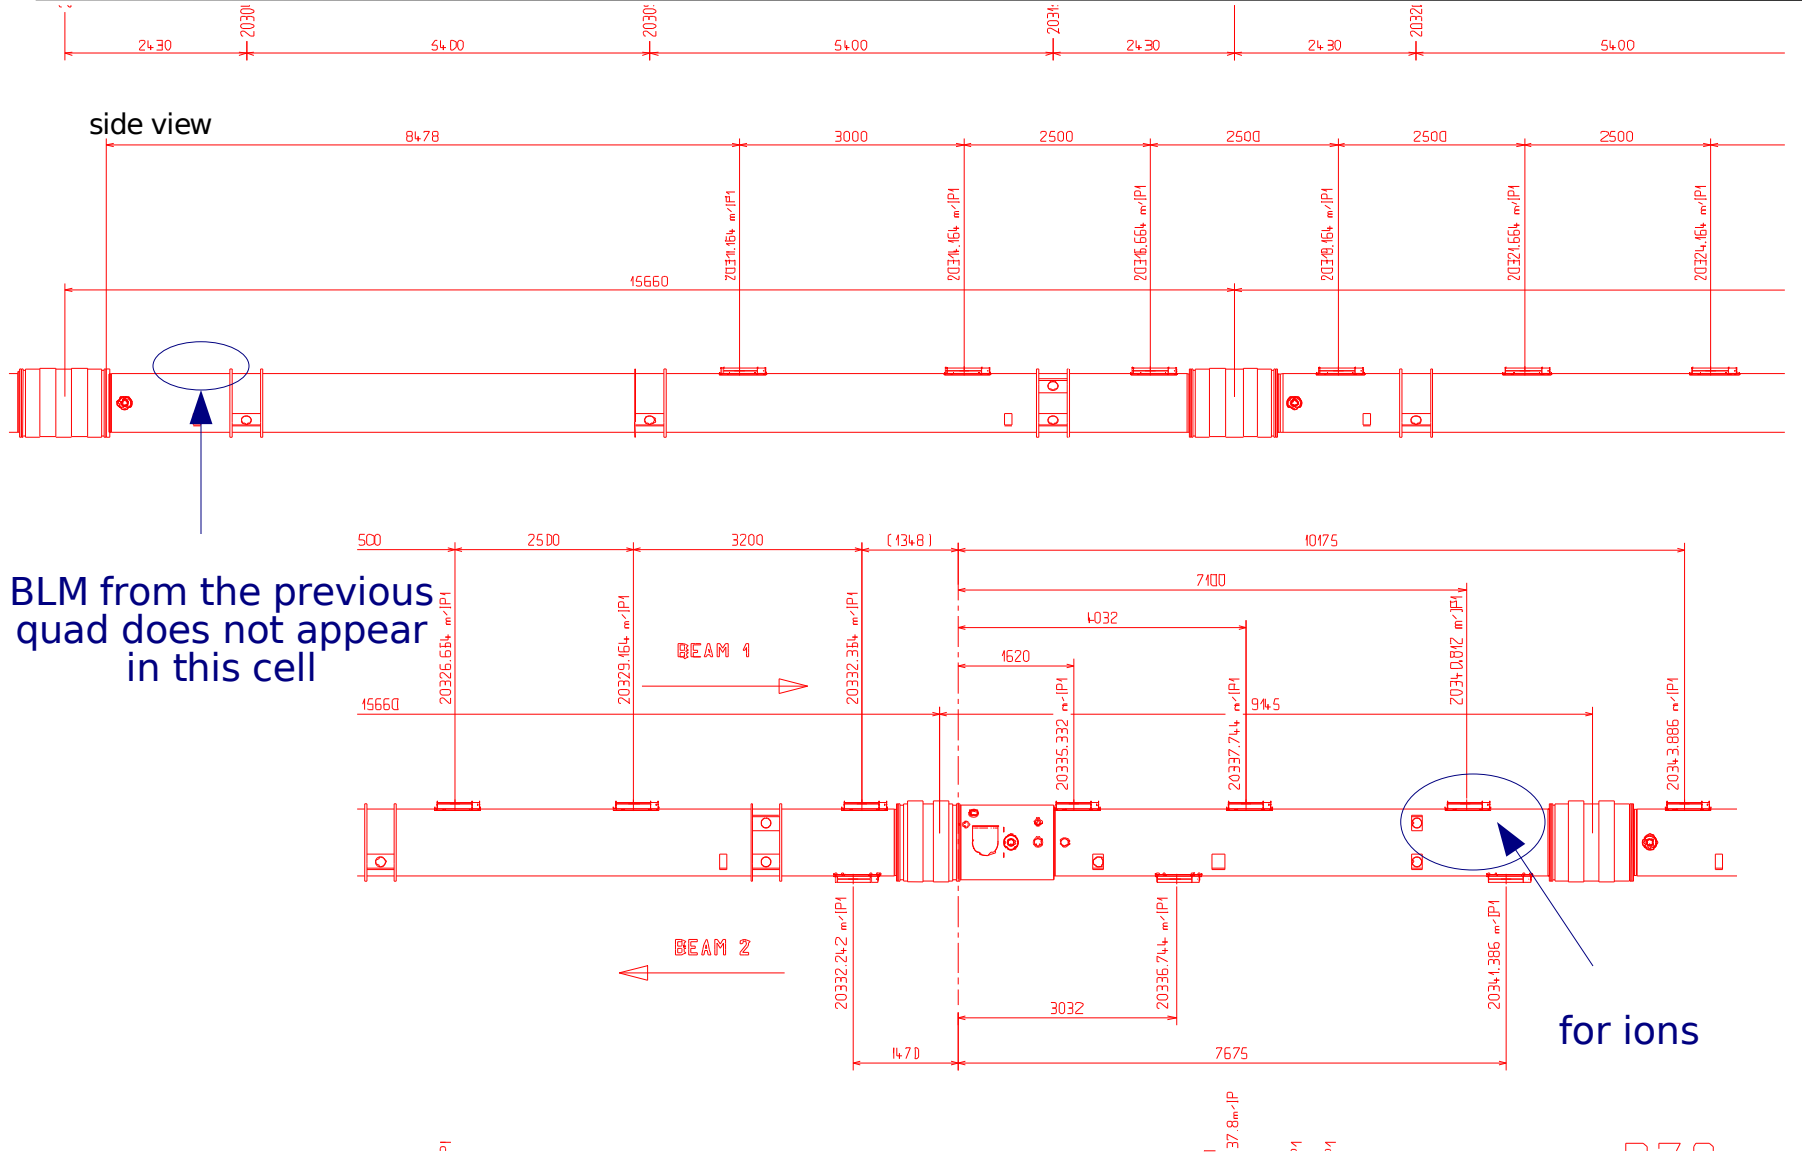 2430
5400
5400
2430
2430
5400
side view
8478
3000
2500
2500
2500
2500
20311.164 m/IP1
20314.164 m/IP1
20316.664 m/IP1
20319.164 m/IP1
20321.664 m/IP1
20324.164 m/IP1
15660
500
2500
3200
(1348)
10175
7100
4032
1620
BLM from the previous
quad does not appear
in this cell
BEAM 1
20326.664 m/IP1
20329.164 m/IP1
20332.364 m/IP1
20335.332 m/IP1
20337.744 m/IP1
20340.812 m/IP1
20343.886 m/IP1
15660
9145
BEAM 2
20332.242 m/IP1
20336.744 m/IP1
20341.386 m/IP1
3032
for ions
1470
7675
37.8m/IP